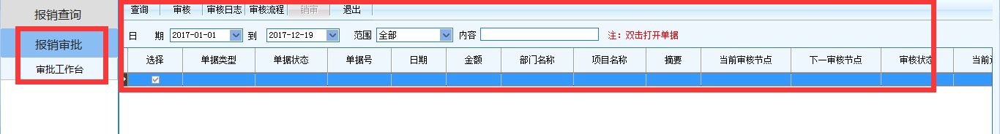 报销查询
报销审批
审批工作台
查询 审核 审核日志 审核流程 销审 退出
日 期 2017-01-01 到 2017-12-19 范围 全部 内容 注：双击打开单据
选择 单据类型 单据状态 单据号 日期 金额 部门名称 项目名称 摘要 当前审核节点 下一审核节点 审核状态 当前